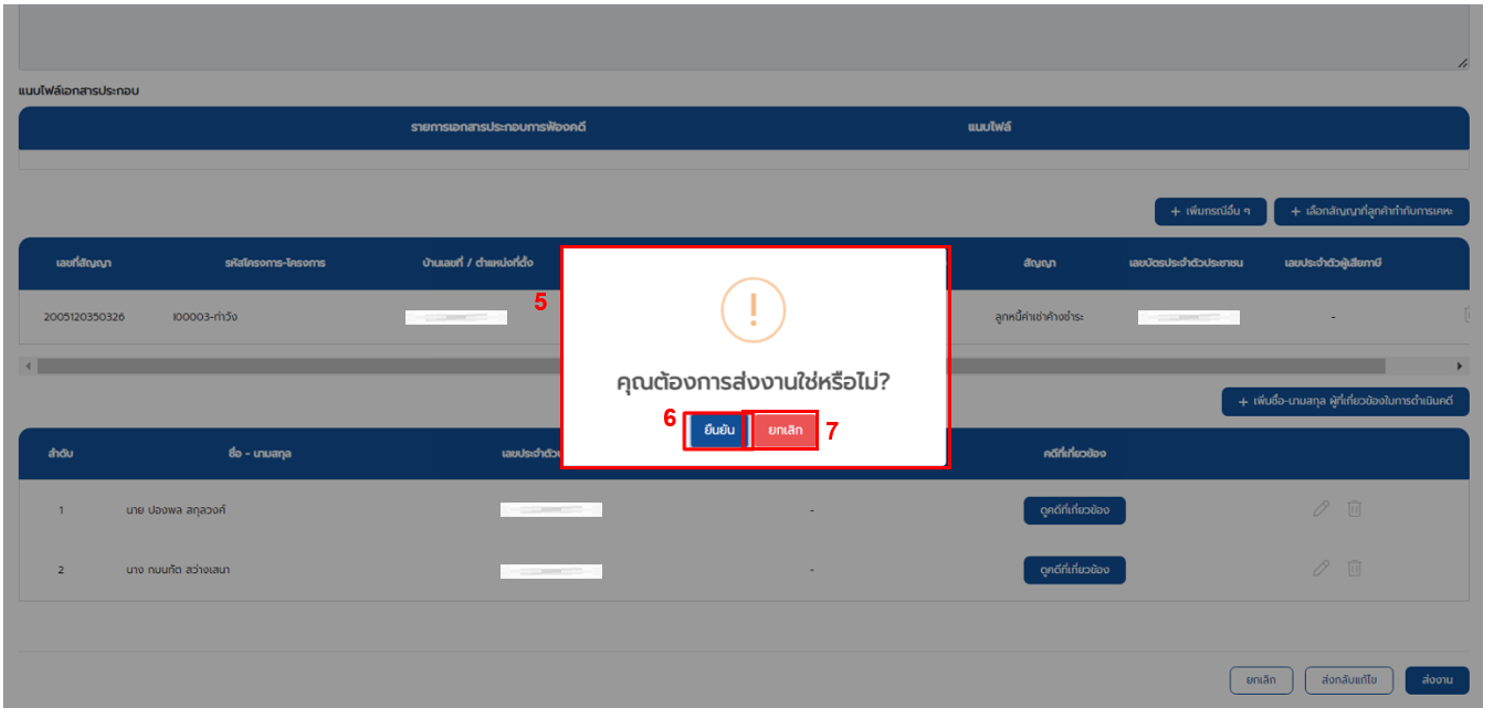 แนบไฟล์เอกสารประกอบ
รายการเอกสารประกอบการฟ้องคดี แนบไฟล์
+ เพิ่มกรณีอื่น ๆ + เลือกสัญญาที่ลูกค้าทำกับการเคหะ
เลขที่สัญญา รหัสโครงการ-โครงการ บ้านเลขที่ / ตำแหน่งที่ตั้ง สัญญา เลขบัตรประจำตัวประชาชน เลขประจำตัวผู้เสียภาษี
5
2005120350326 I00003-ท่าวัง ลูกหนี้ค่าเช่าค้างชำระ -
คุณต้องการส่งงานใช่หรือไม่?
+ เพิ่มชื่อ-นามสกุล ผู้ที่เกี่ยวข้องในการดำเนินคดี
6 ยืนยัน ยกเลิก 7
ลำดับ ชื่อ - นามสกุล คดีที่เกี่ยวข้อง
1 นาย ปองพล สกุลวงค์ - ดูคดีที่เกี่ยวข้อง
2 นาง กนนกัด สว่างเสนา - ดูคดีที่เกี่ยวข้อง
ยกเลิก ส่งกลับแก้ไข ส่งงาน